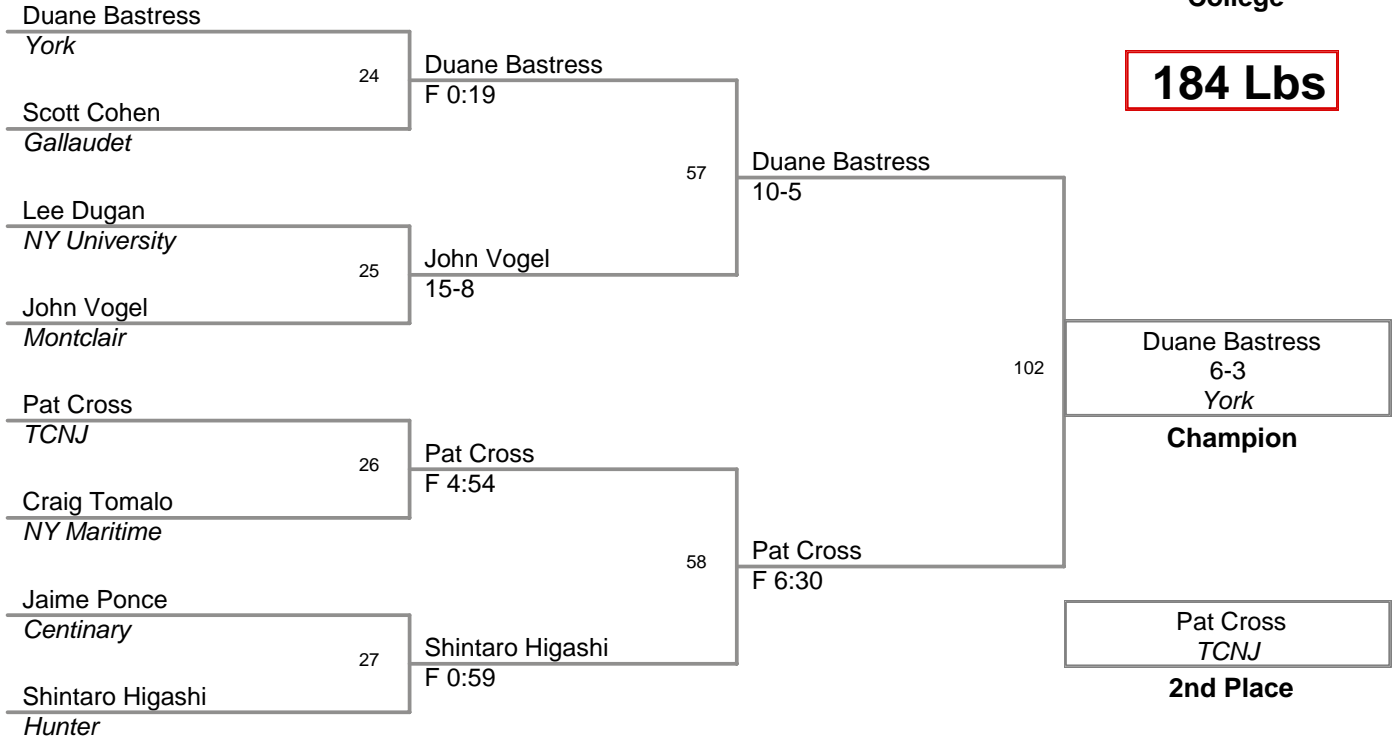 College
184 Lbs
Duane Bastress
York
24
Scott Cohen
Gallaudet
Duane Bastress
F 0:19
Lee Dugan
NY University
25
John Vogel
Montclair
John Vogel
15-8
57
Duane Bastress
10-5
Pat Cross
TCNJ
26
Craig Tomalo
NY Maritime
Pat Cross
F 4:54
Jaime Ponce
Centinary
27
Shintaro Higashi
Hunter
Shintaro Higashi
F 0:59
58
Pat Cross
F 6:30
102
Duane Bastress
6-3
York
Champion
Pat Cross
TCNJ
2nd Place